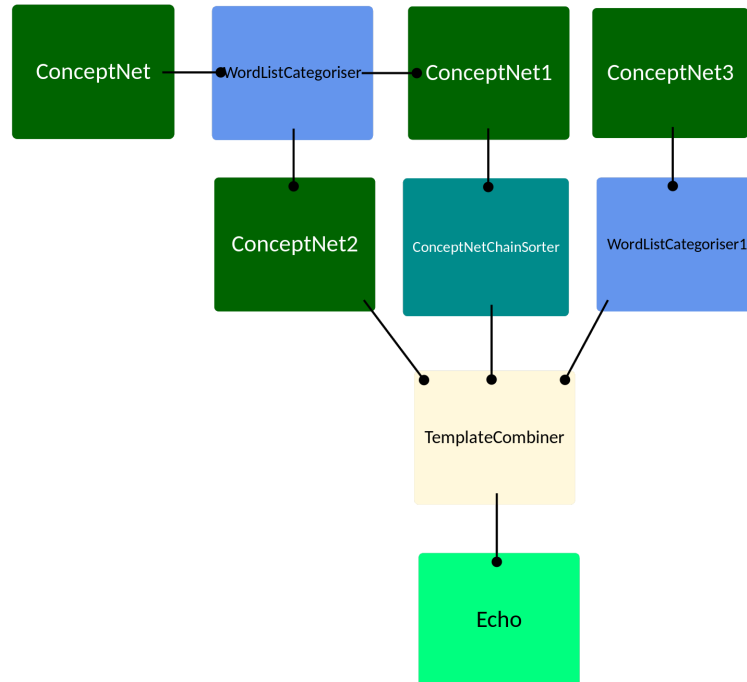 ConceptNet
WordListCategoriser
ConceptNet1
ConceptNet3
ConceptNet2
ConceptNetChainSorter
WordListCategoriser1
TemplateCombiner
Echo